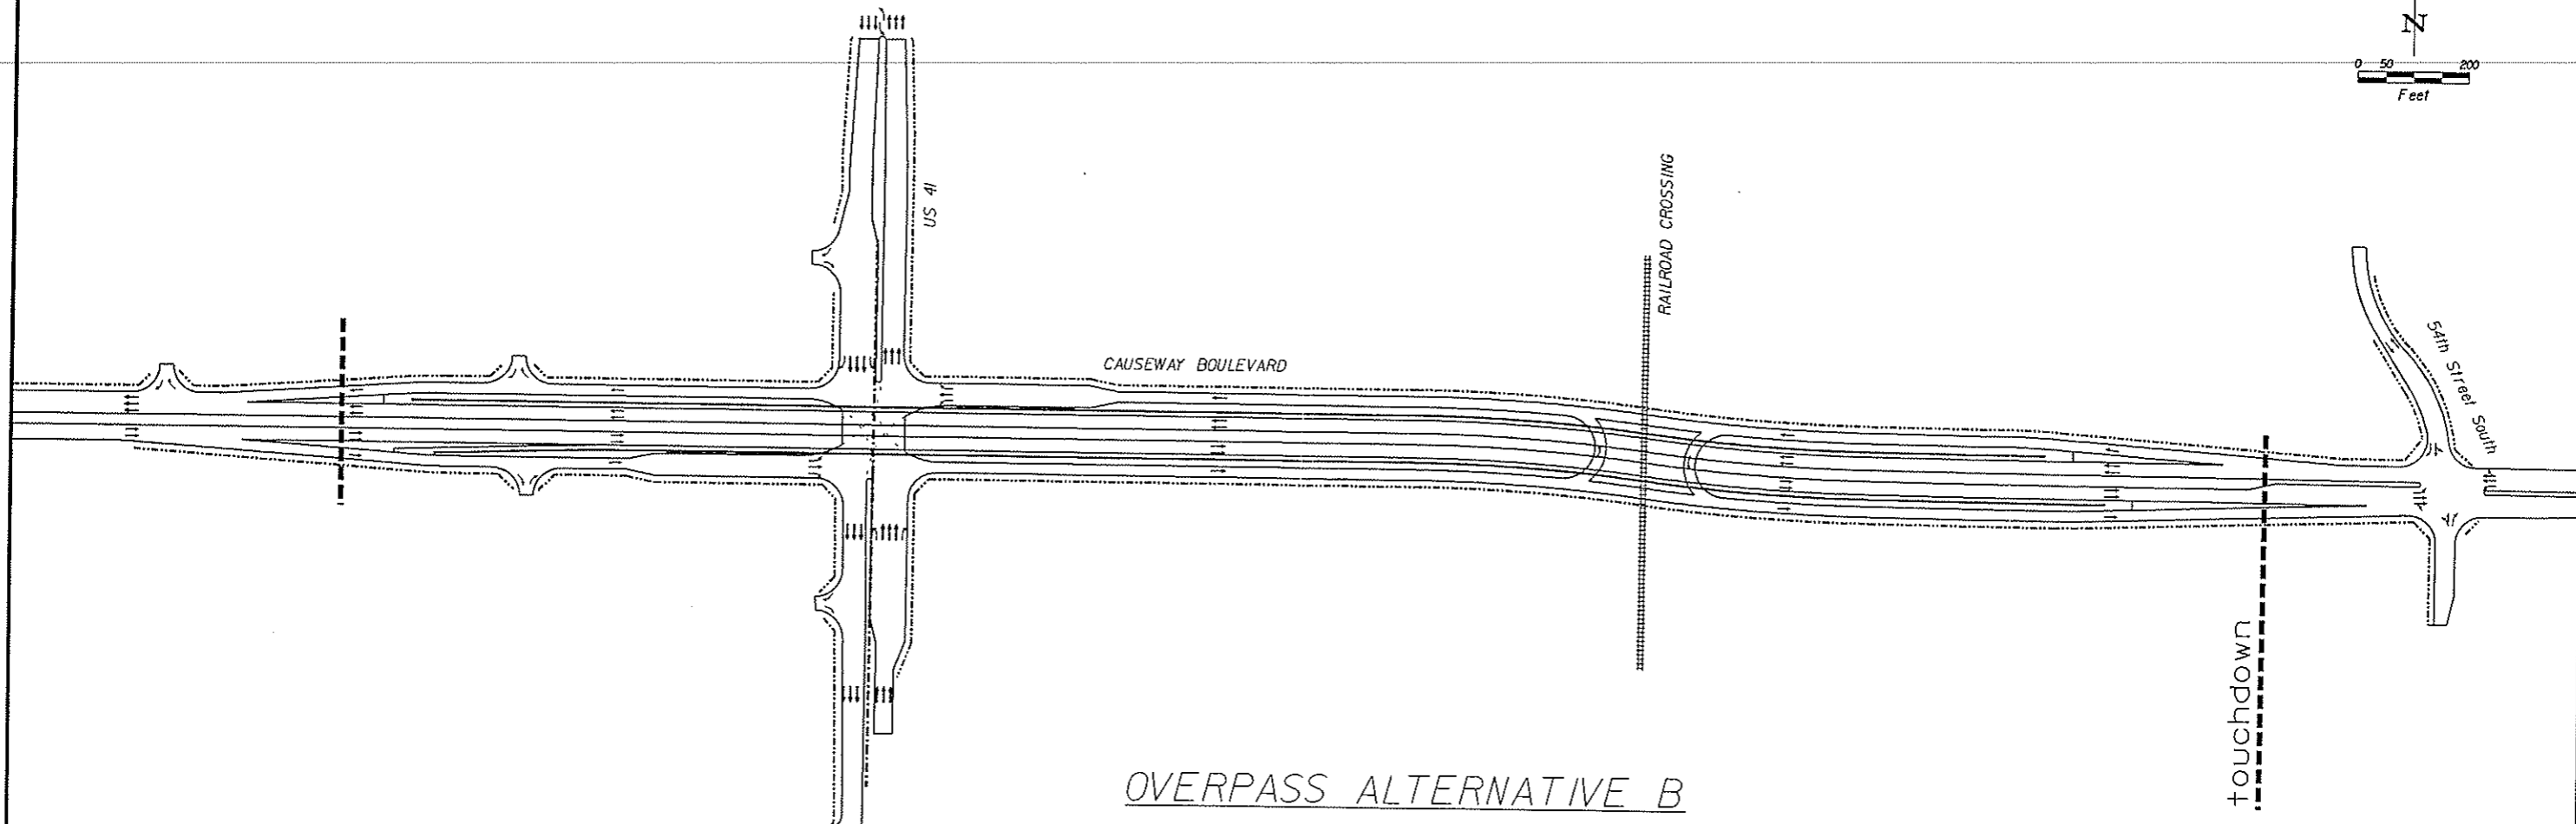 N
0 50 200
Feet
US 41
RAILROAD CROSSING
CAUSEWAY BOULEVARD
54th Street South
touchdown
OVERPASS ALTERNATIVE B